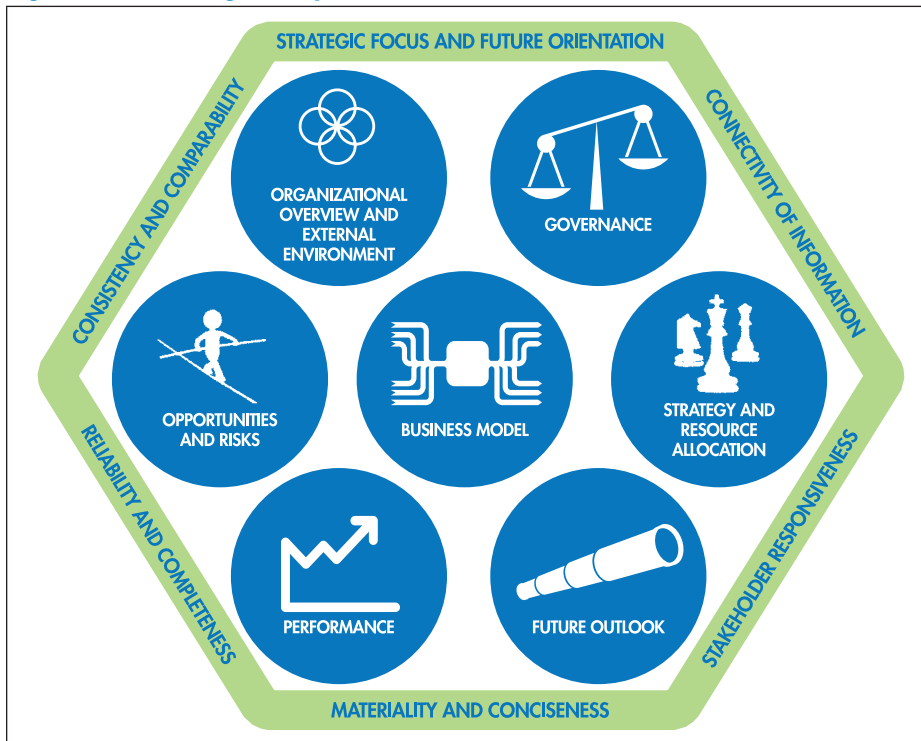 STRATEGIC FOCUS AND FUTURE ORIENTATION
CONSISTENCY AND COMPARABILITY
CONNECTIVITY OF INFORMATION
ORGANIZATIONAL
OVERVIEW AND
EXTERNAL
ENVIRONMENT
GOVERNANCE
OPPORTUNITIES
AND RISKS
BUSINESS MODEL
STRATEGY AND
RESOURCE
ALLOCATION
PERFORMANCE
FUTURE OUTLOOK
RELIABILITY AND COMPLETENESS
STAKEHOLDER RESPONSIVENESS
MATERIALITY AND CONCISENESS